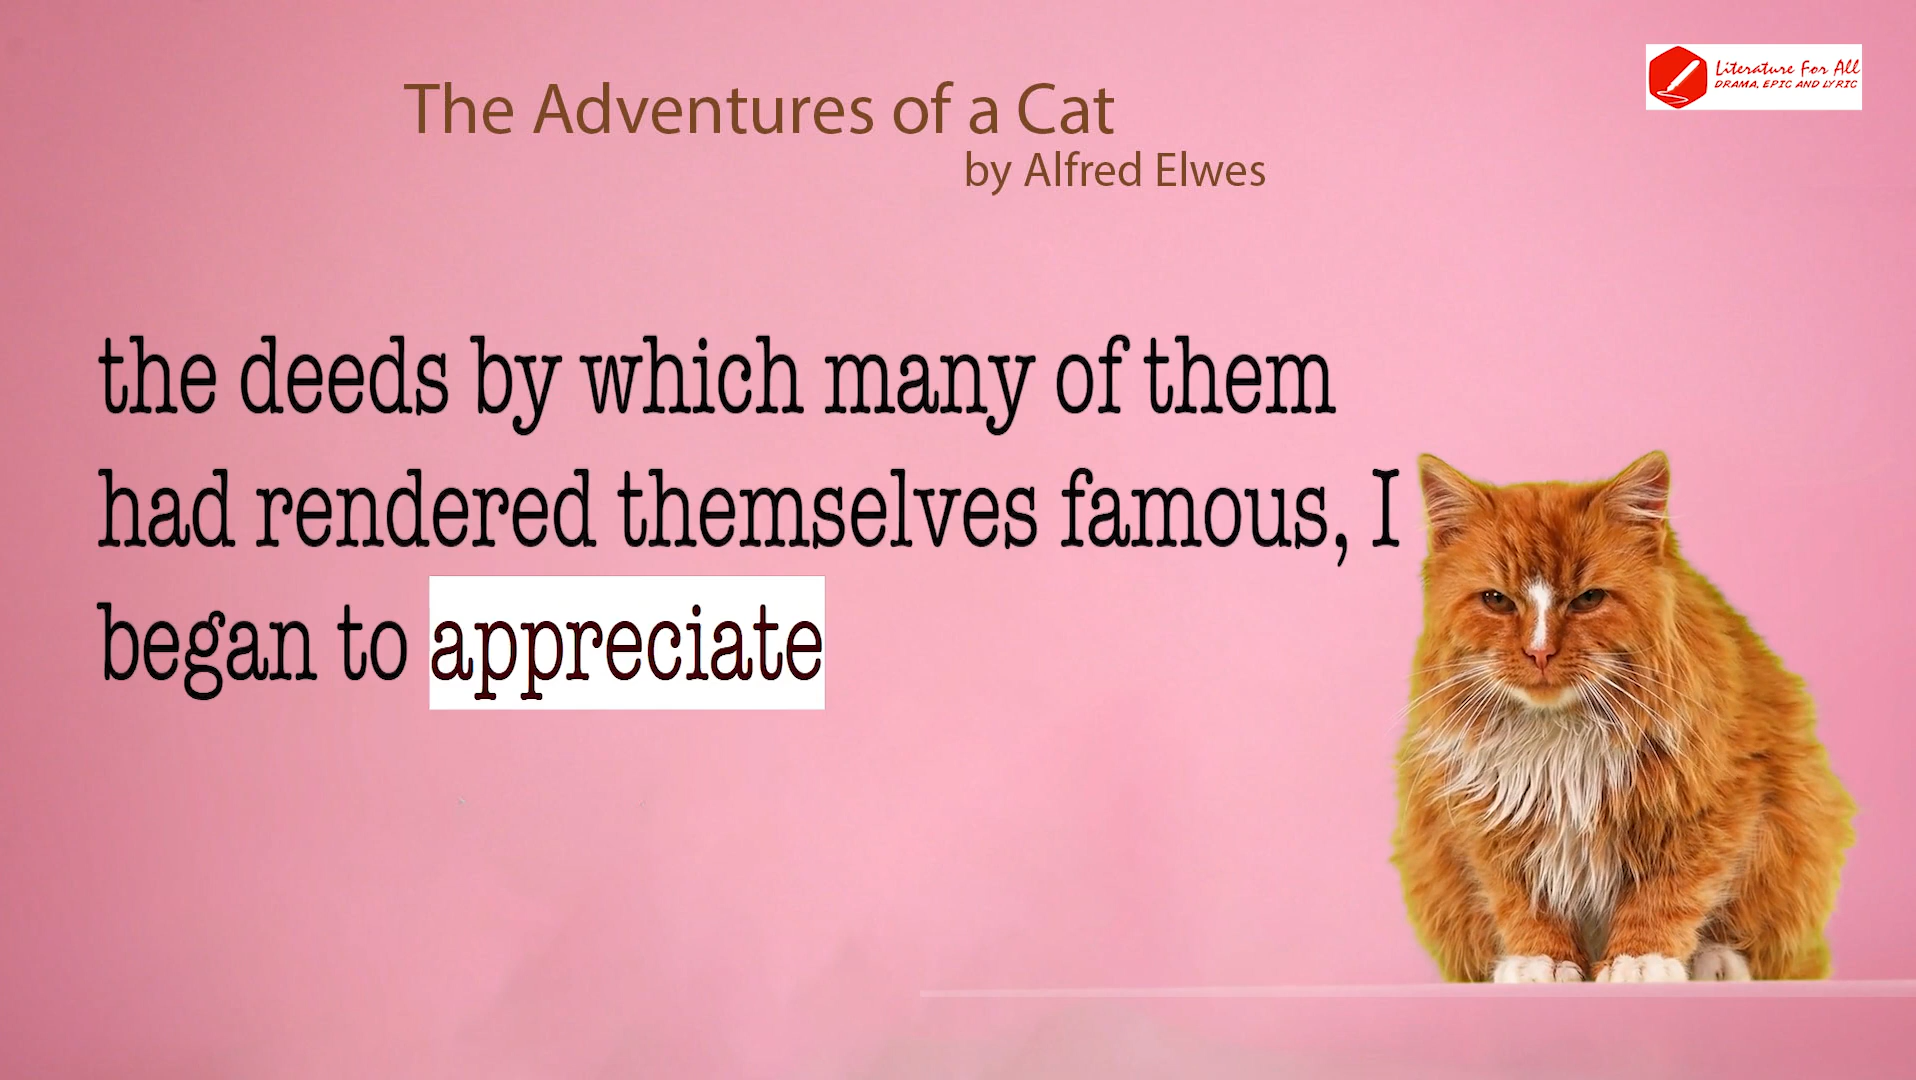 The Adventures of a Cat
by Alfred Elwes
Literature For All
DRAMA, EPIC AND LYRIC
the deeds by which many of them
had rendered themselves famous, I
began to appreciate